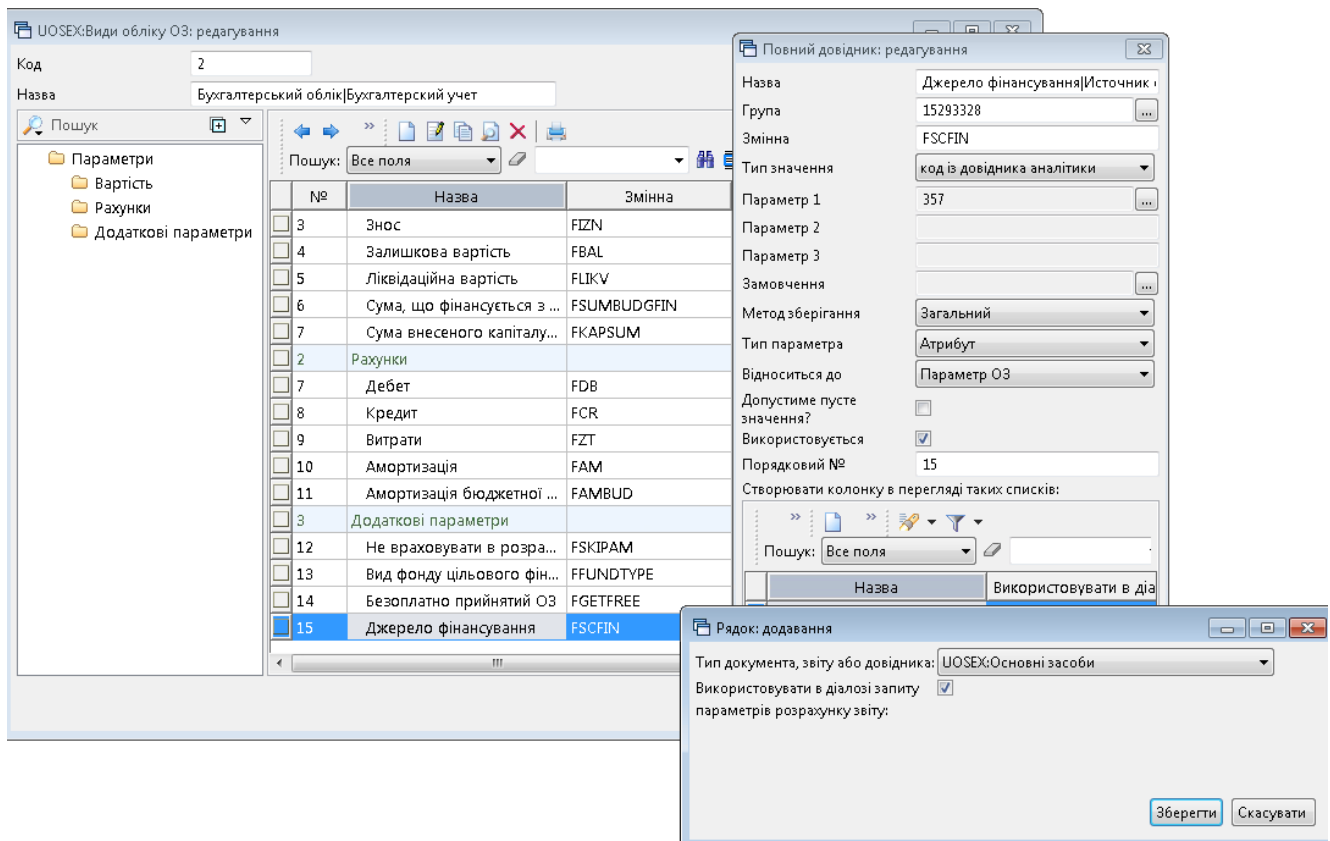 UOSEX:Види обліку ОЗ: редагування
Код 2
Назва Бухгалтерський облік|Бухгалтерский учет
Пошук
Параметри
Вартість
Рахунки
Додаткові параметри
Пошук: Все поля
№ Назва Змінна
3 Знос FIZN
4 Залишкова вартість FBAL
5 Ліквідаційна вартість FLIKV
6 Сума, що фінансується з ... FSUMBUDGFIN
7 Сума внесеного капіталу... FKAPSUM
2 Рахунки
7 Дебет FDB
8 Кредит FCR
9 Витрати FZT
10 Амортизація FAM
11 Амортизація бюджетної ... FAMBUD
3 Додаткові параметри
12 Не враховувати в розра... FSKIPAM
13 Вид фонду цільового фін... FFUNDTYPE
14 Безоплатно прийнятий ОЗ FGETFREE
15 Джерело фінансування FSCFIN
Повний довідник: редагування
Назва Джерело фінансування|Источник
Група 15293328 ...
Змінна FSCFIN
Тип значення код із довідника аналітики
Параметр 1 357 ...
Параметр 2
Параметр 3
Замовчення ...
Метод зберігання Загальний
Тип параметра Атрибут
Відноситься до Параметр ОЗ
Допустиме пусте
значення?
Використовується
Порядковий № 15
Створювати колонку в перегляді таких списків:
Пошук: Все поля
Назва Використовувати в діа
Рядок: додавання
Тип документа, звіту або довідника: UOSEX:Основні засоби
Використовувати в діалозі запиту
параметрів розрахунку звіту:
Зберегти Скасувати